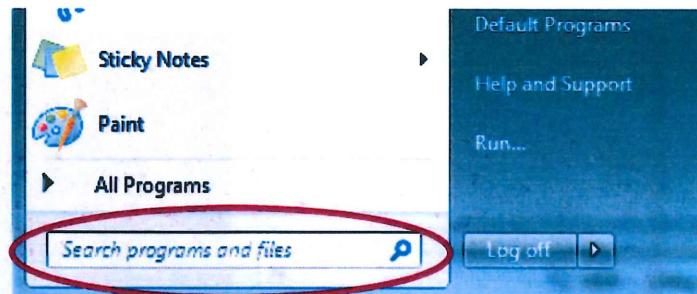 Sticky Notes
Paint
All Programs
Search programs and files
Default Programs
Help and Support
Run...
Log off